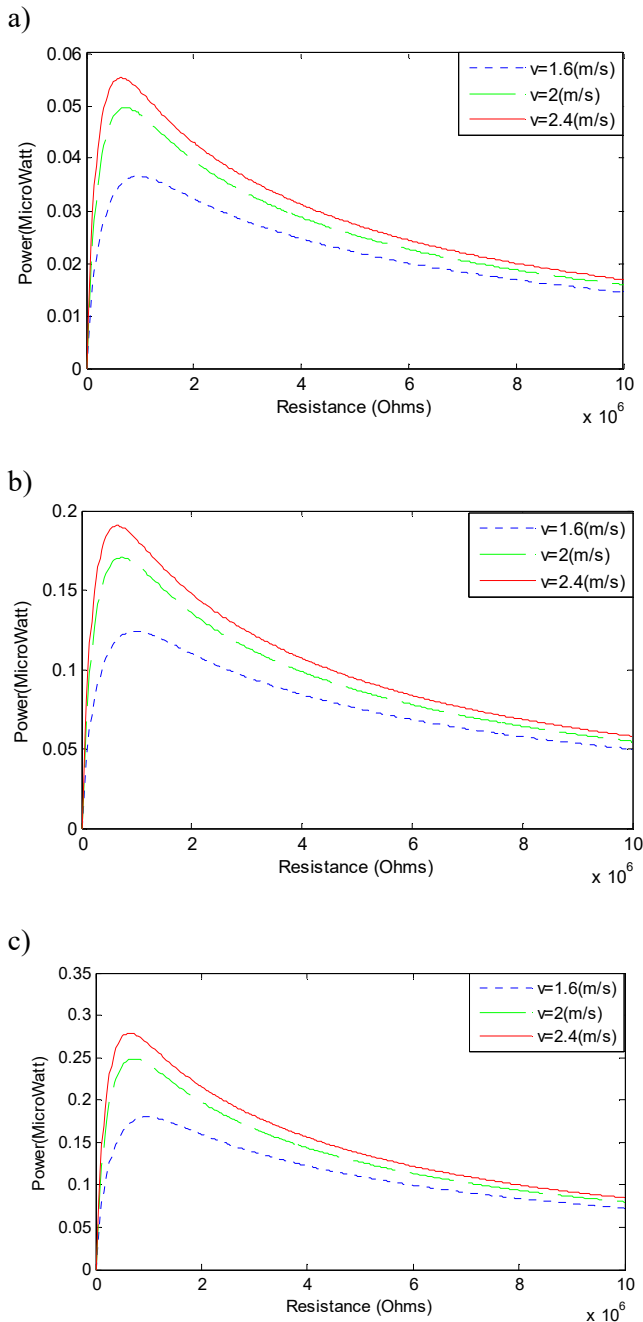 a)
0.06
0.05
0.04
0.03
0.02
0.01
0
Power(MicroWatt)
v=1.6(m/s)
v=2(m/s)
v=2.4(m/s)
0 2 4 6 8 10
Resistance (Ohms)
x 10^6
b)
0.2
0.15
0.1
0.05
0
Power(MicroWatt)
v=1.6(m/s)
v=2(m/s)
v=2.4(m/s)
0 2 4 6 8 10
Resistance (Ohms)
x 10^6
c)
0.35
0.3
0.25
0.2
0.15
0.1
0.05
0
Power(MicroWatt)
v=1.6(m/s)
v=2(m/s)
v=2.4(m/s)
0 2 4 6 8 10
Resistance (Ohms)
x 10^6